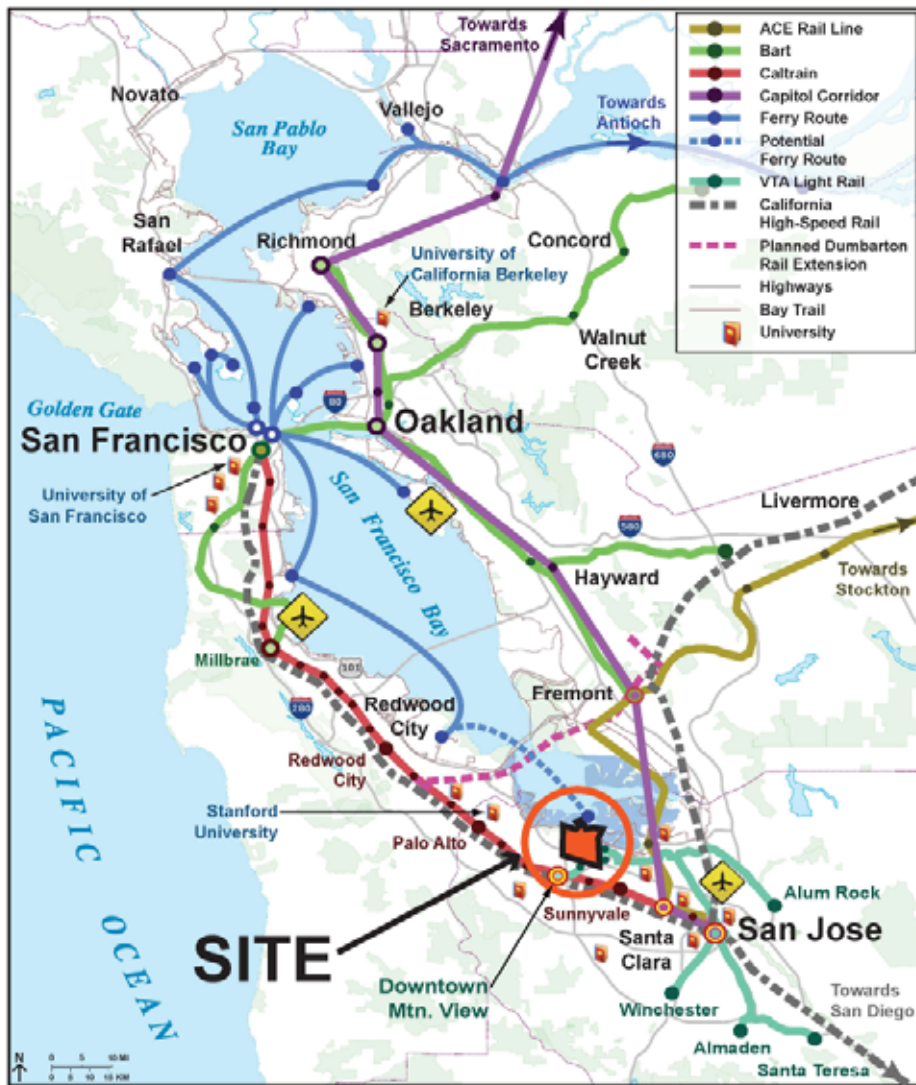 Towards
Sacramento
Novato
Vallejo
San Pablo
Bay
Towards
Antioch
ACE Rail Line
Bart
Caltrain
Capitol Corridor
Ferry Route
Potential
Ferry Route
VTA Light Rail
California
High-Speed Rail
Planned Dumbarton
Rail Extension
Highways
Bay Trail
University
San
Rafael
Richmond
University of
California Berkeley
Concord
Berkeley
Walnut
Creek
80
Golden Gate
San Francisco
Oakland
680
University of
San Francisco
San Francisco Bay
Livermore
580
Hayward
Towards
Stockton
Millbrae
101
280
Fremont
Redwood
City
Redwood
City
Stanford
University
Palo Alto
PACIFIC OCEAN
Alum Rock
Sunnyvale
SITE
Santa
Clara
San Jose
Downtown
Mtn. View
Winchester
Towards
San Diego
Almaden
Santa Teresa
N
0 5 10 MI
0 5 10 15 KM